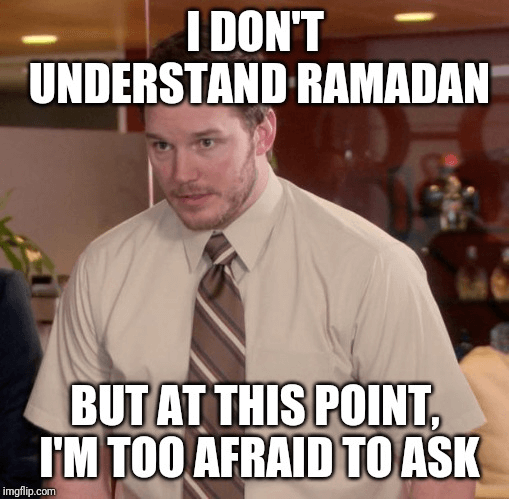 I DON'T
UNDERSTAND RAMADAN
BUT AT THIS POINT,
I'M TOO AFRAID TO ASK
imgflip.com